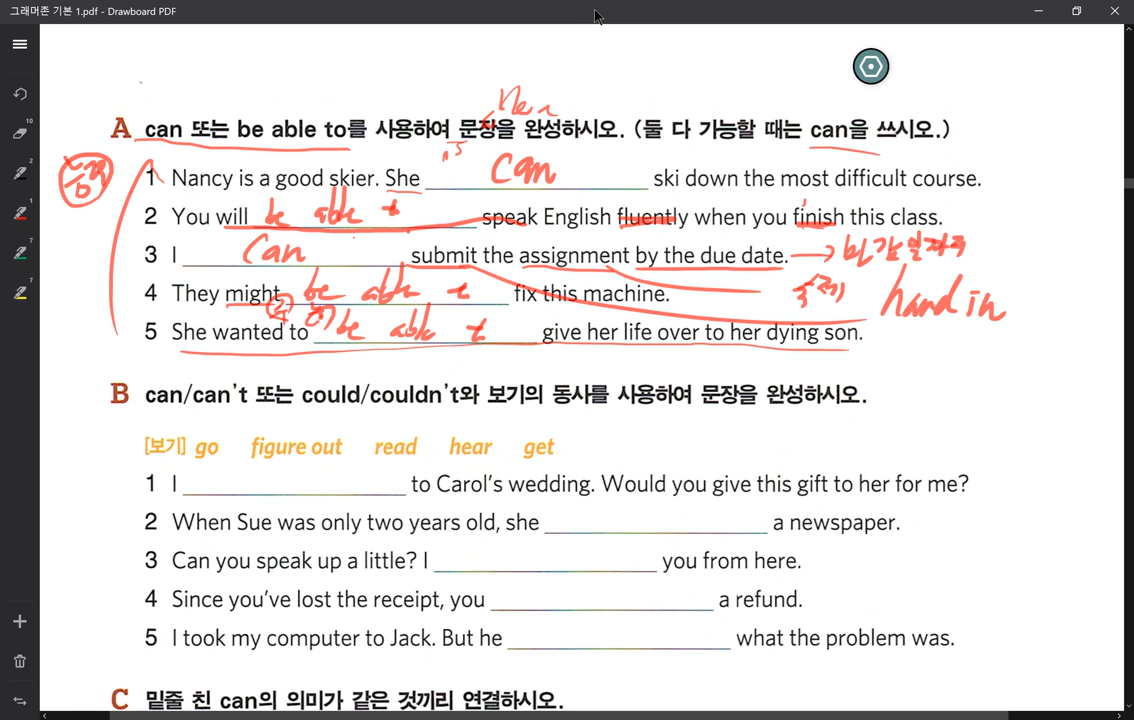 그래머존 기본 1.pdf - Drawboard PDF
A can 또는 be able to를 사용하여 문장을 완성하시오. (둘 다 가능할 때는 can을 쓰시오.)
1 Nancy is a good skier. She can ski down the most difficult course.
2 You will be able t speak English fluently when you finish this class.
3 I can submit the assignment by the due date. → 마감일자
4 They might be able t fix this machine. 숙제 hand in
5 She wanted to be able t give her life over to her dying son.
B can/can't 또는 could/couldn't와 보기의 동사를 사용하여 문장을 완성하시오.
[보기] go figure out read hear get
1 I to Carol's wedding. Would you give this gift to her for me?
2 When Sue was only two years old, she a newspaper.
3 Can you speak up a little? I you from here.
4 Since you've lost the receipt, you a refund.
5 I took my computer to Jack. But he what the problem was.
C 밑줄 친 can의 의미가 같은 것끼리 연결하시오.
10
2
1
7
7